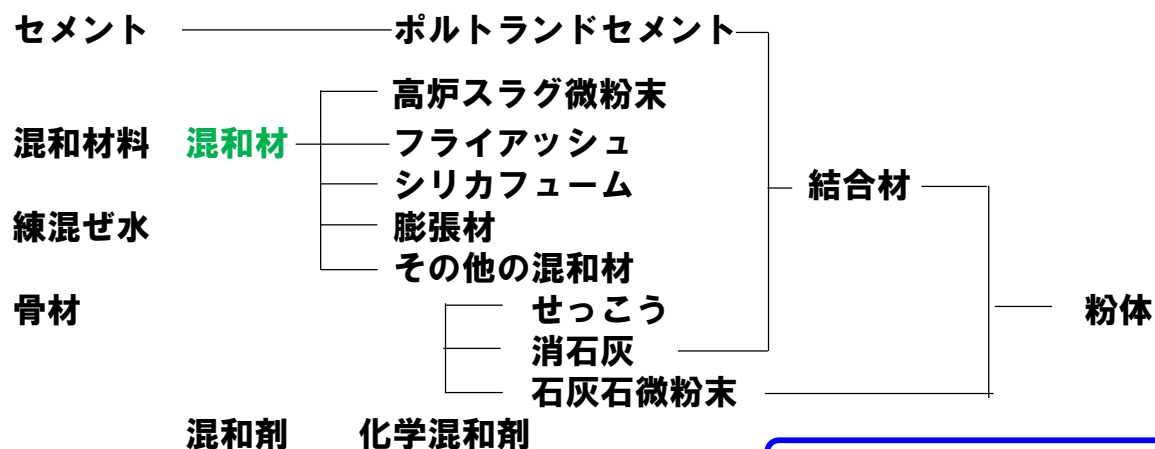 セメント ポルトランドセメント
高炉スラグ微粉末
混和材料 混和材 フライアッシュ
シリカフューム 結合材
練混ぜ水 膨張材
その他の混和材
骨材 せっこう 粉体
消石灰
石灰石微粉末
混和剤 化学混和剤